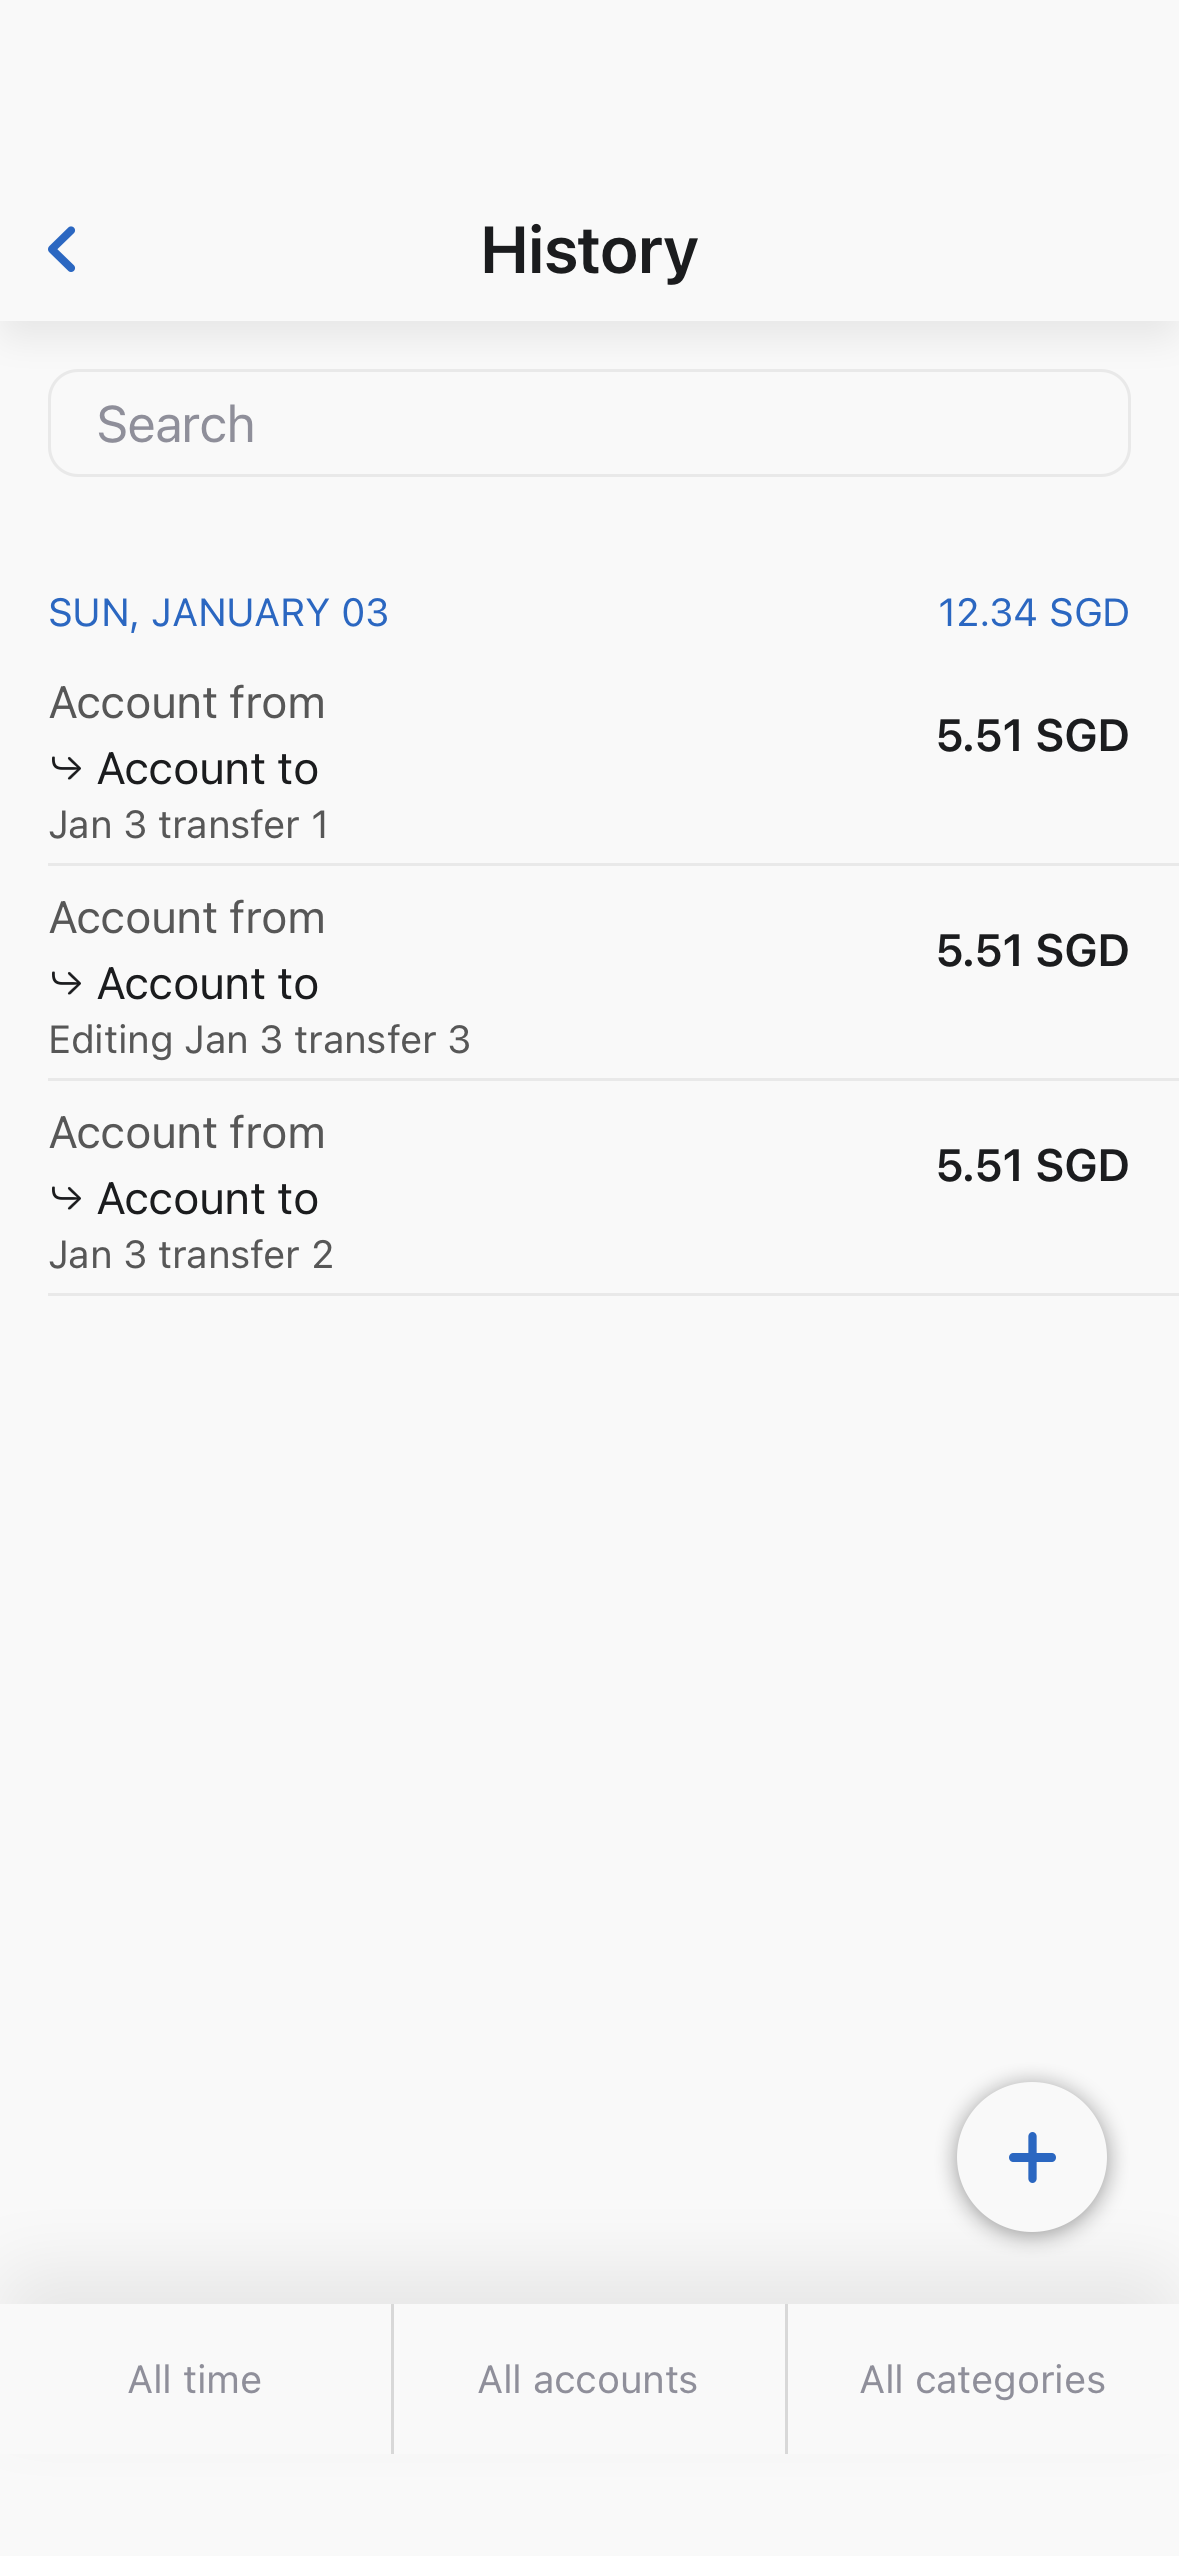 History
Search
SUN, JANUARY 03 12.34 SGD
Account from
5.51 SGD
Account to
Jan 3 transfer 1
Account from
5.51 SGD
Account to
Editing Jan 3 transfer 3
Account from
5.51 SGD
Account to
Jan 3 transfer 2
All time All accounts All categories